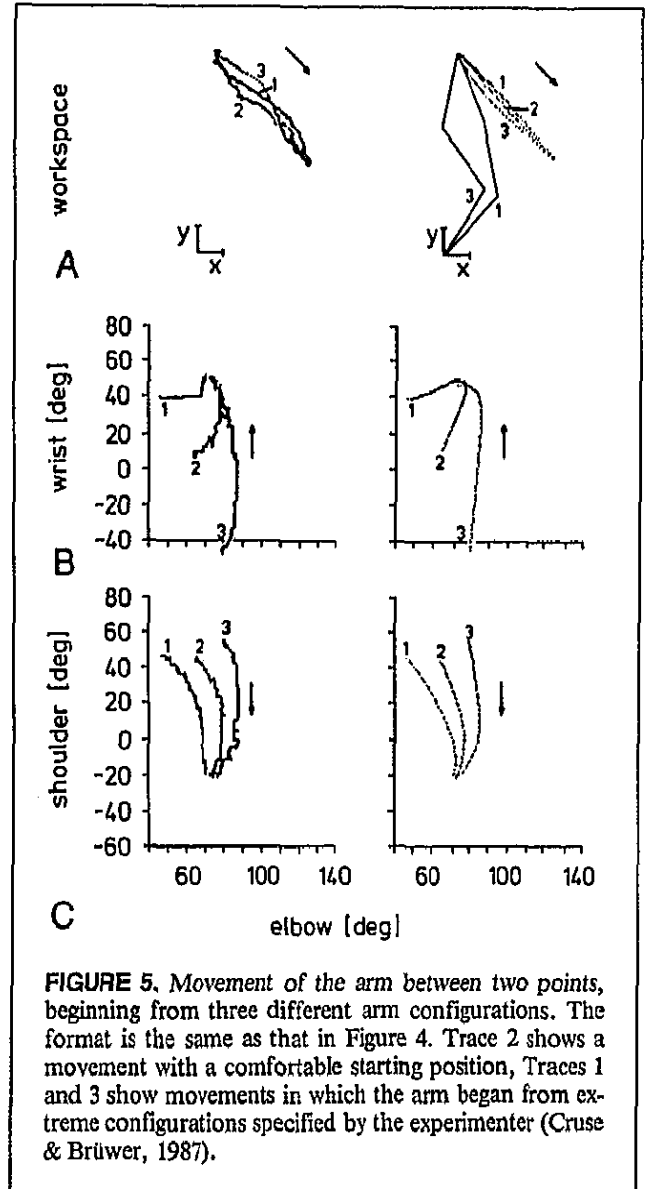 workspace
3
1
2
1
2
3
3
1
y
x
y
x
A
wrist [deg]
80
60
40
20
0
-20
-40
1
2
3
1
2
3
B
shoulder [deg]
80
60
40
20
0
-20
-40
-60
1
2
3
1
2
3
60 100 140 60 100 140
C
elbow [deg]
FIGURE 5. Movement of the arm between two points,
beginning from three different arm configurations. The
format is the same as that in Figure 4. Trace 2 shows a
movement with a comfortable starting position, Traces 1
and 3 show movements in which the arm began from ex-
treme configurations specified by the experimenter (Cruse
& Brüwer, 1987).